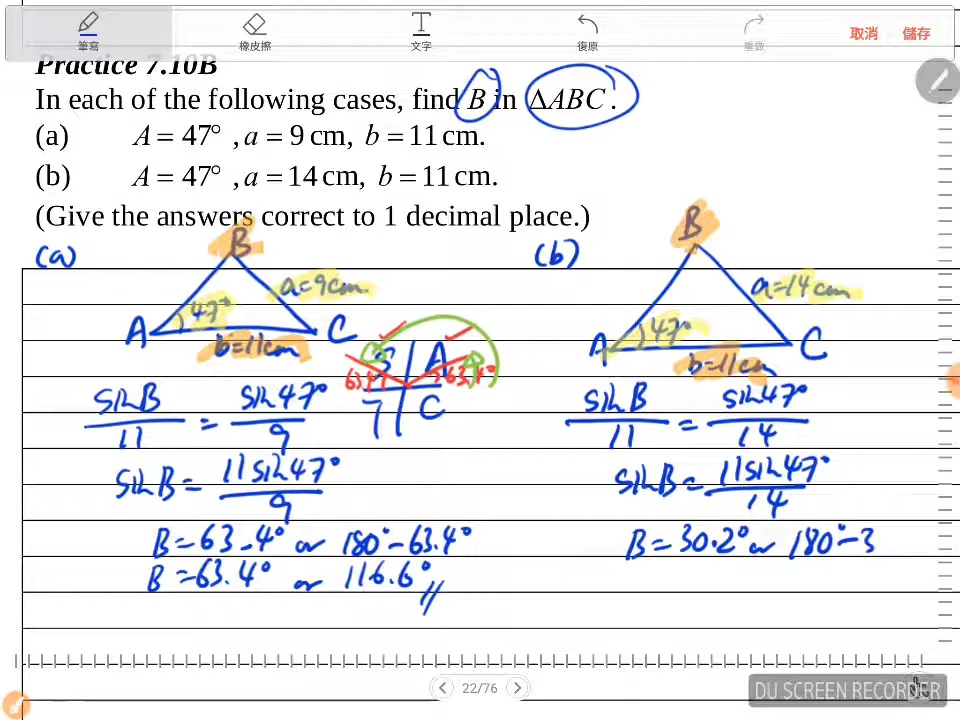 筆寫 橡皮擦 文字 復原 重做 取消 儲存
Practice 7.10B
In each of the following cases, find B in ΔABC.
(a) A = 47° , a = 9 cm, b = 11 cm.
(b) A = 47° , a = 14 cm, b = 11 cm.
(Give the answers correct to 1 decimal place.)
(a)
B
47°
a=9cm
A
C
b=11cm
S A
63.4° 63.4°
T C
sinB/11 = sin47°/9
sinB = 11sin47°/9
B=63.4° or 180°-63.4°
B=63.4° or 116.6°//
(b)
B
47°
a=14cm
A
C
b=11cm
sinB/11 = sin47°/14
sinB = 11sin47°/14
B=30.2° or 180°-3
22/76
DU SCREEN RECORDER